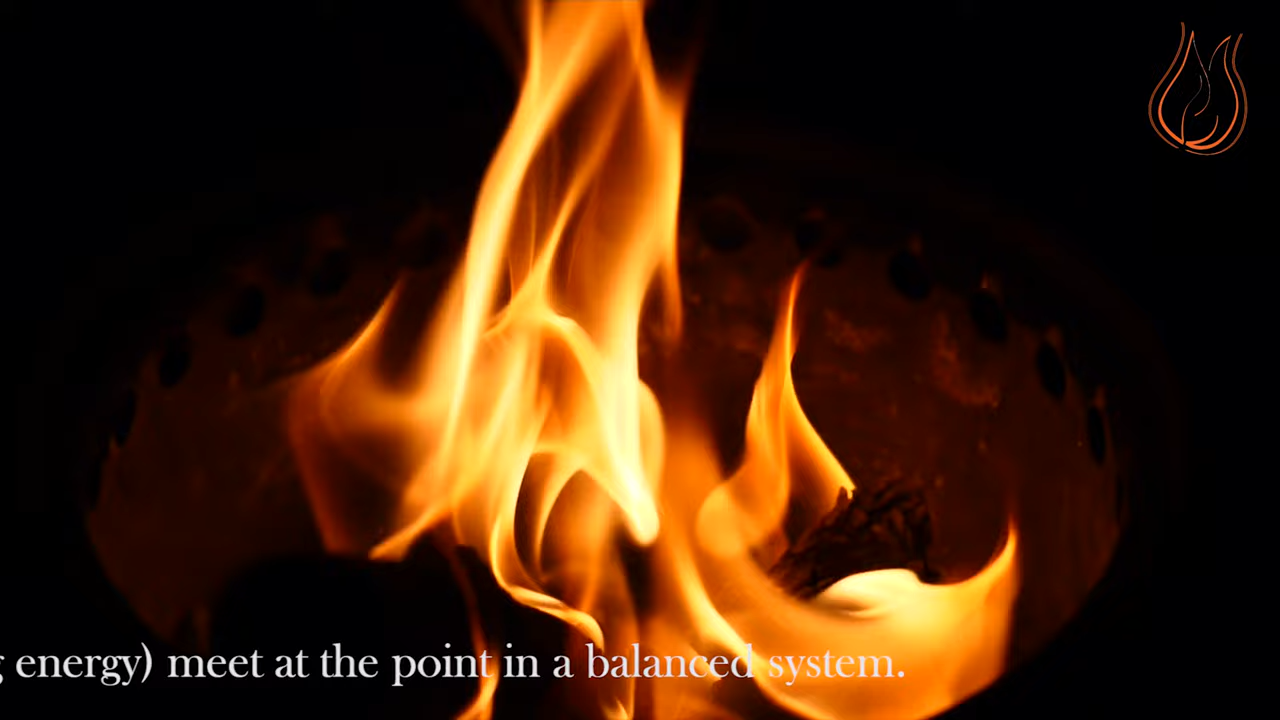 energy) meet at the point in a balanced system.